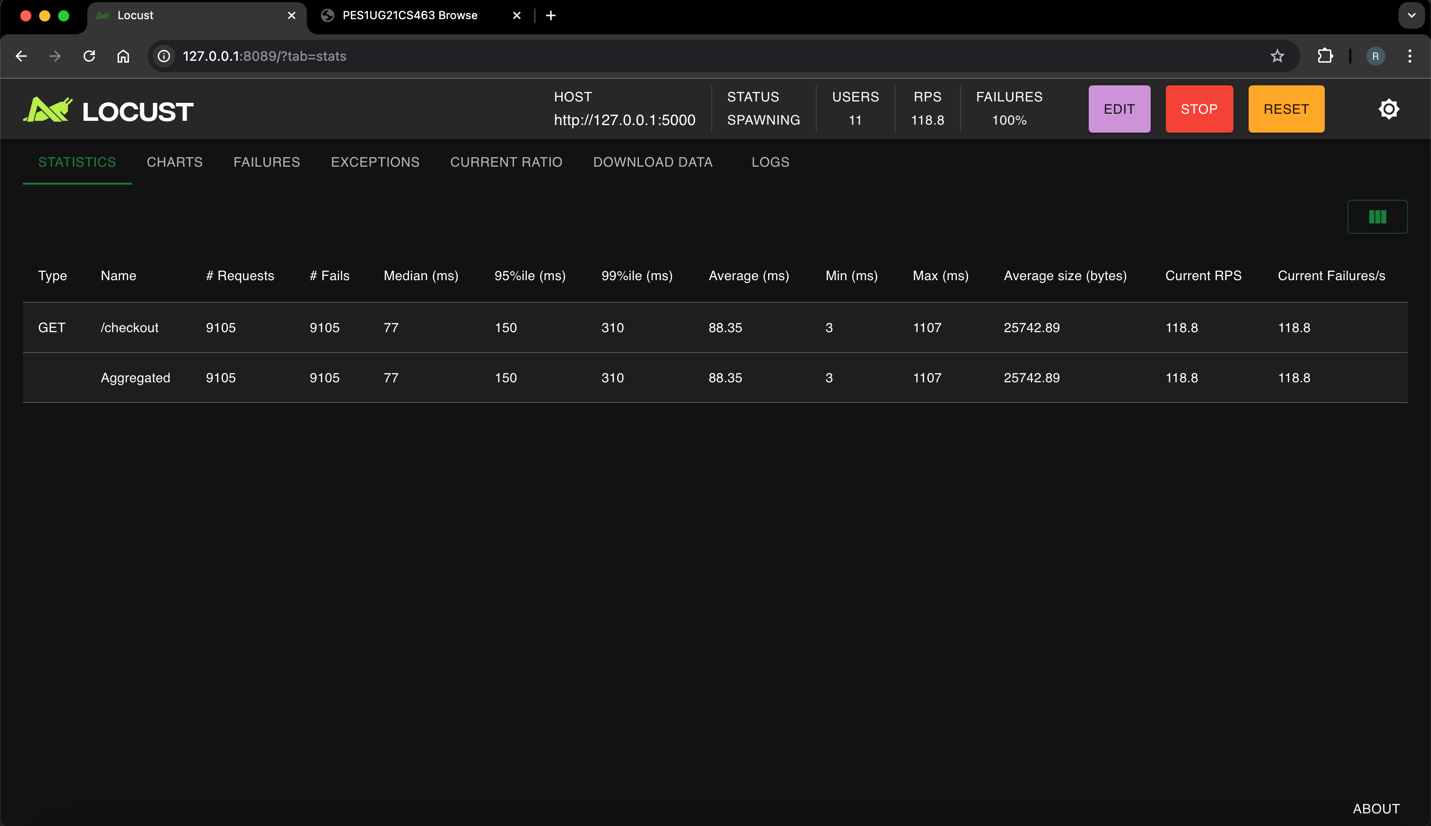 Locust
PES1UG21CS463 Browse
127.0.0.1:8089/?tab=stats
R
LOCUST
HOST
http://127.0.0.1:5000
STATUS
SPAWNING
USERS
11
RPS
118.8
FAILURES
100%
EDIT
STOP
RESET
STATISTICS CHARTS FAILURES EXCEPTIONS CURRENT RATIO DOWNLOAD DATA LOGS
Type Name # Requests # Fails Median (ms) 95%ile (ms) 99%ile (ms) Average (ms) Min (ms) Max (ms) Average size (bytes) Current RPS Current Failures/s
GET /checkout 9105 9105 77 150 310 88.35 3 1107 25742.89 118.8 118.8
Aggregated 9105 9105 77 150 310 88.35 3 1107 25742.89 118.8 118.8
ABOUT